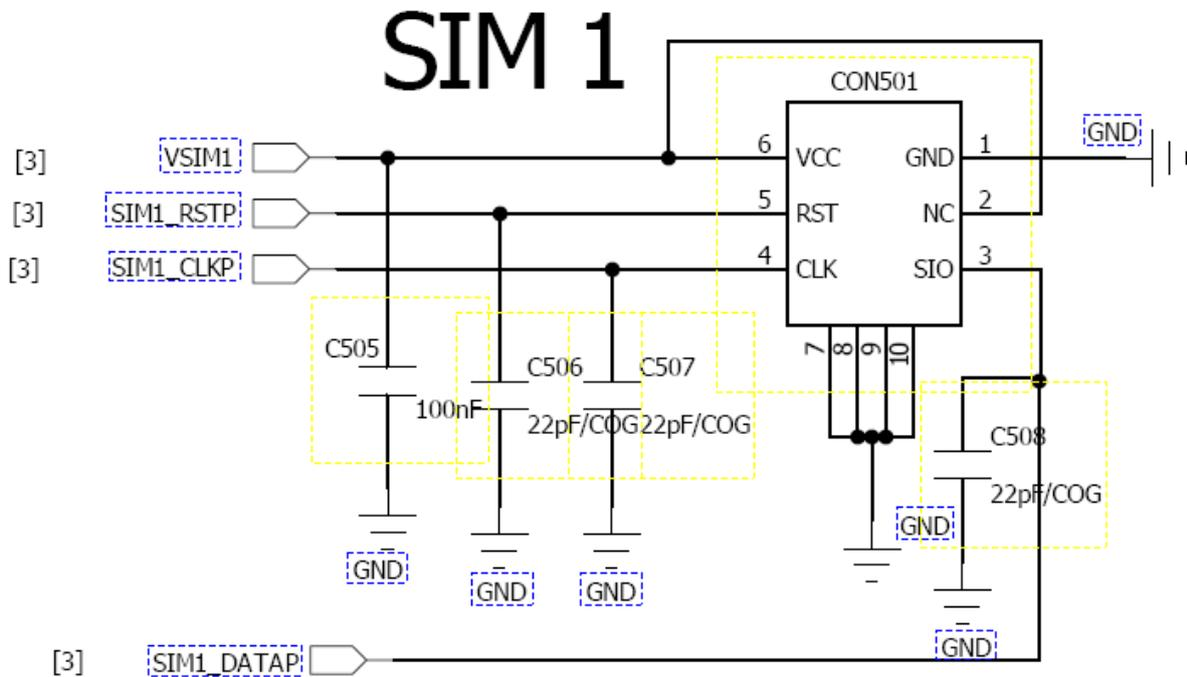 SIM 1
CON501
[3] VSIM1 6 VCC GND 1 GND
[3] SIM1_RSTP 5 RST NC 2
[3] SIM1_CLKP 4 CLK SIO 3
7 8 9 10
C505
100nF
C506
22pF/COG
C507
22pF/COG
C508
22pF/COG
GND
GND
GND
GND
GND
[3] SIM1_DATAP